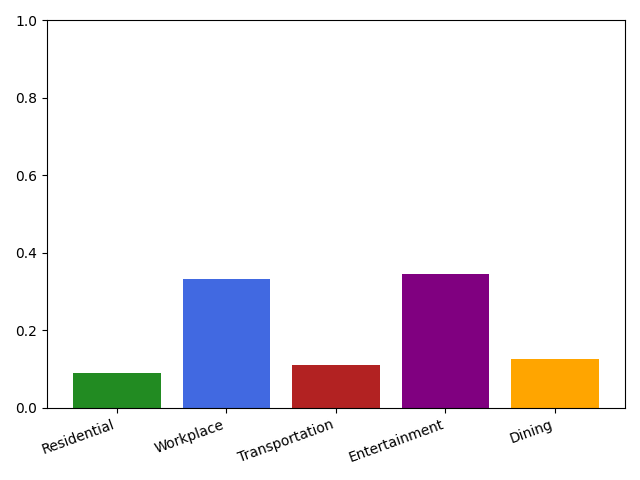 1.0
0.8
0.6
0.4
0.2
0.0
Residential
Workplace
Transportation
Entertainment
Dining